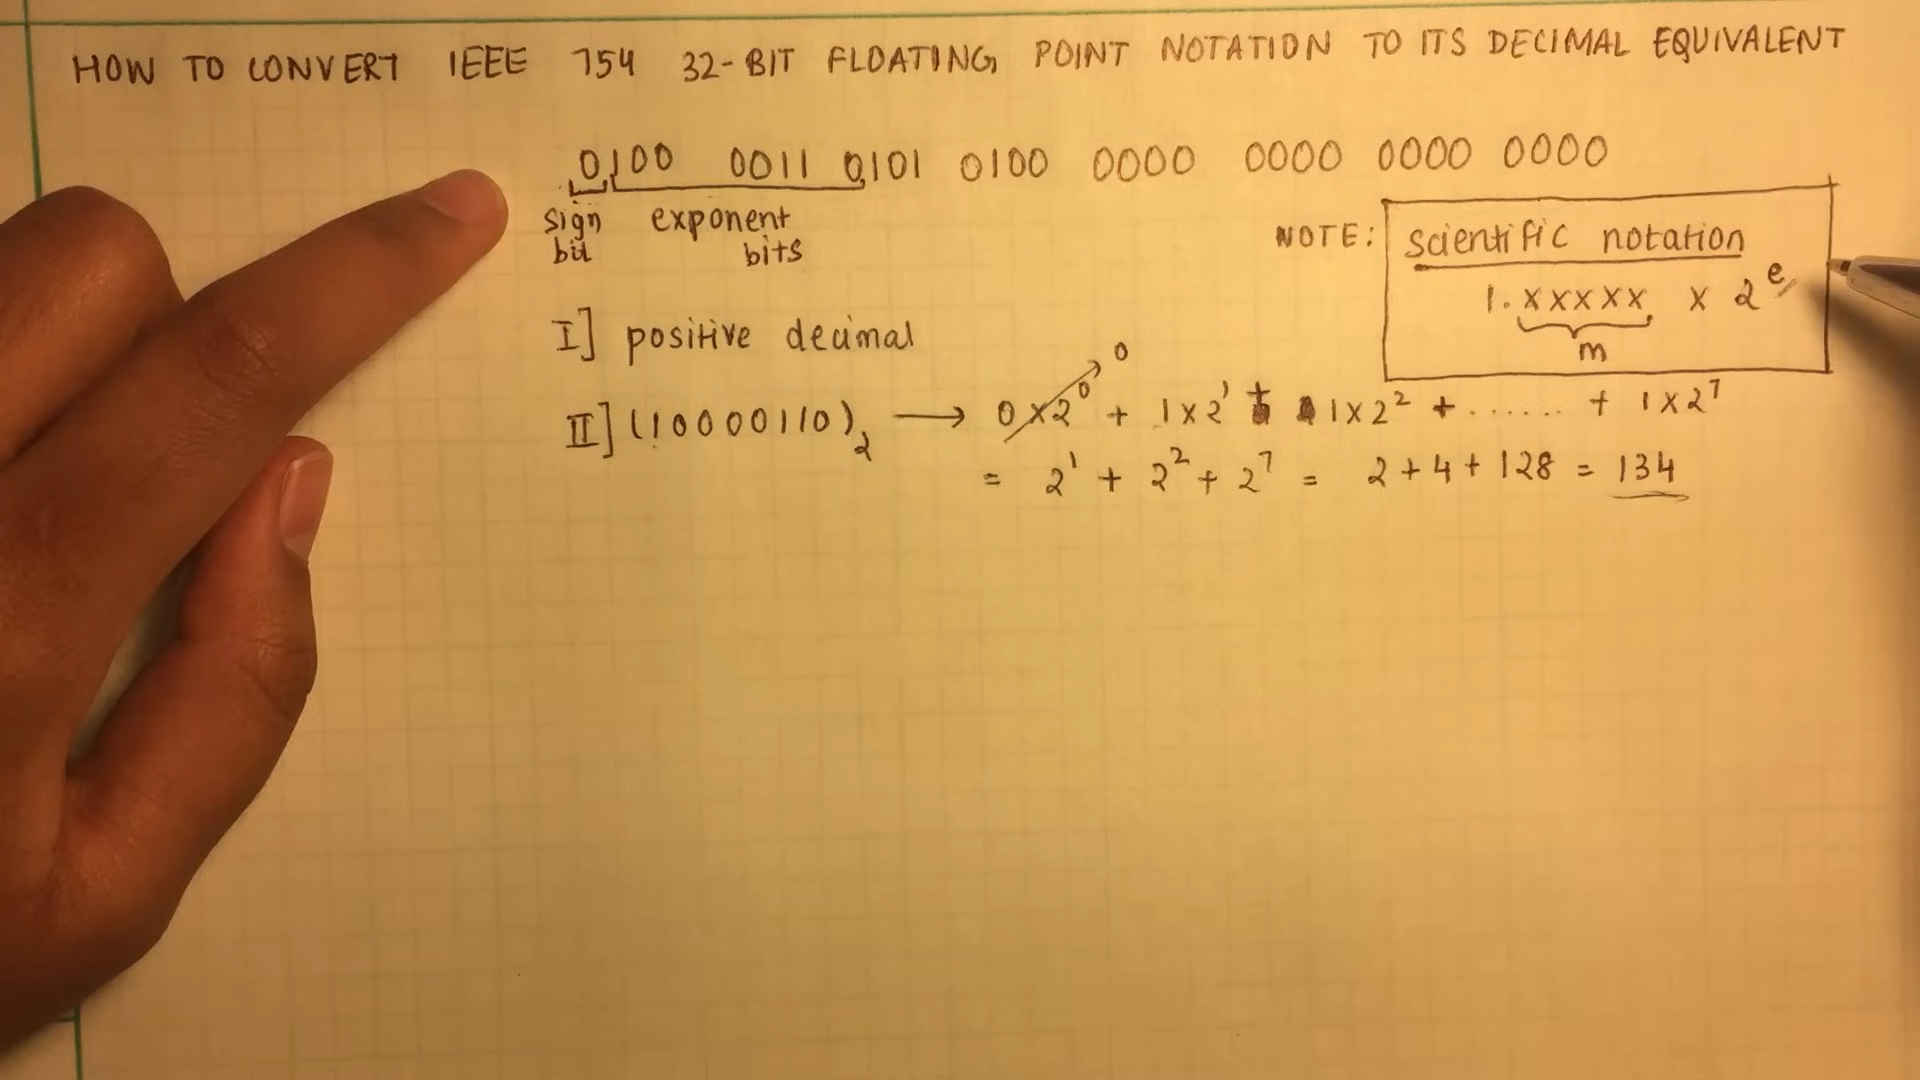 HOW TO CONVERT IEEE 754 32-BIT FLOATING POINT NOTATION TO ITS DECIMAL EQUIVALENT
0100 0011 0101 0100 0000 0000 0000 0000
sign bit
exponent bits
NOTE: scientific notation
1.xxxxx x 2^e
m
I] positive decimal
0
II] (10000110)₂ → 0x2⁰ + 1x2¹ + 1x2² + ...... + 1x2⁷
= 2¹ + 2² + 2⁷ = 2+4+128 = 134